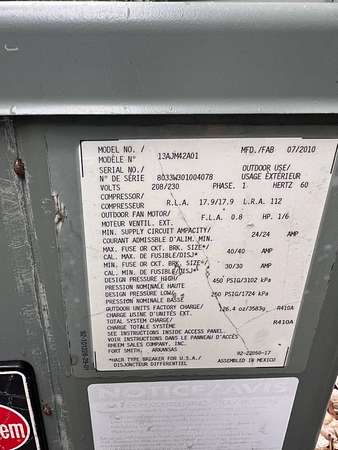 MODEL NO. / MFD./FAB 07/2010
MODÈLE N° 13AJM42A01
SERIAL NO./ OUTDOOR USE/
N° DE SÉRIE 8033W301004078 USAGE EXTÉRIEUR
VOLTS 208/230 PHASE. 1 HERTZ 60
COMPRESSOR/
COMPRESSEUR R.L.A. 17.9/17.9 L.R.A. 112
OUTDOOR FAN MOTOR/ F.L.A. 0.8 HP. 1/6
MOTEUR VENTIL. EXT.
MIN. SUPPLY CIRCUIT AMPACITY/ 24/24 AMP
COURANT ADMISSBLE D'ALIM. MIN.
MAX. FUSE OR CKT. BRK. SIZE*/ 40/40 AMP
CAL. MAX. DE FUSIBLE/DISJ*
MIN. FUSE OR CKT. BRK. SIZE*/ 30/30 AMP
CAL. MIN. DE FUSIBLE/DISJ*
DESIGN PRESSURE HIGH/ 450 PSIG/3102 kPa
PRESSION NOMINALE HAUTE
DESIGN PRESSURE LOW/ 250 PSIG/1724 kPa
PRESSION NOMINALE BASSE
OUTDOOR UNITS FACTORY CHARGE/ 126.4 oz/3583g R410A
CHARGE USINE D'UNITÉS EXT.
TOTAL SYSTEM CHARGE/ R410A
CHARGE TOTALE SYSTÈME
SEE INSTRUCTIONS INSIDE ACCESS PANEL.
VOIR INSTRUCTIONS DANS LE PANNEAU D'ACCÈS
RHEEM SALES COMPANY, INC.
FORT SMITH, ARKANSAS 92-22050-17
*HACR TYPE BREAKER FOR U.S.A/ ASSEMBLED IN MEXICO
DISJONCTEUR DIFFERENTIEL
em